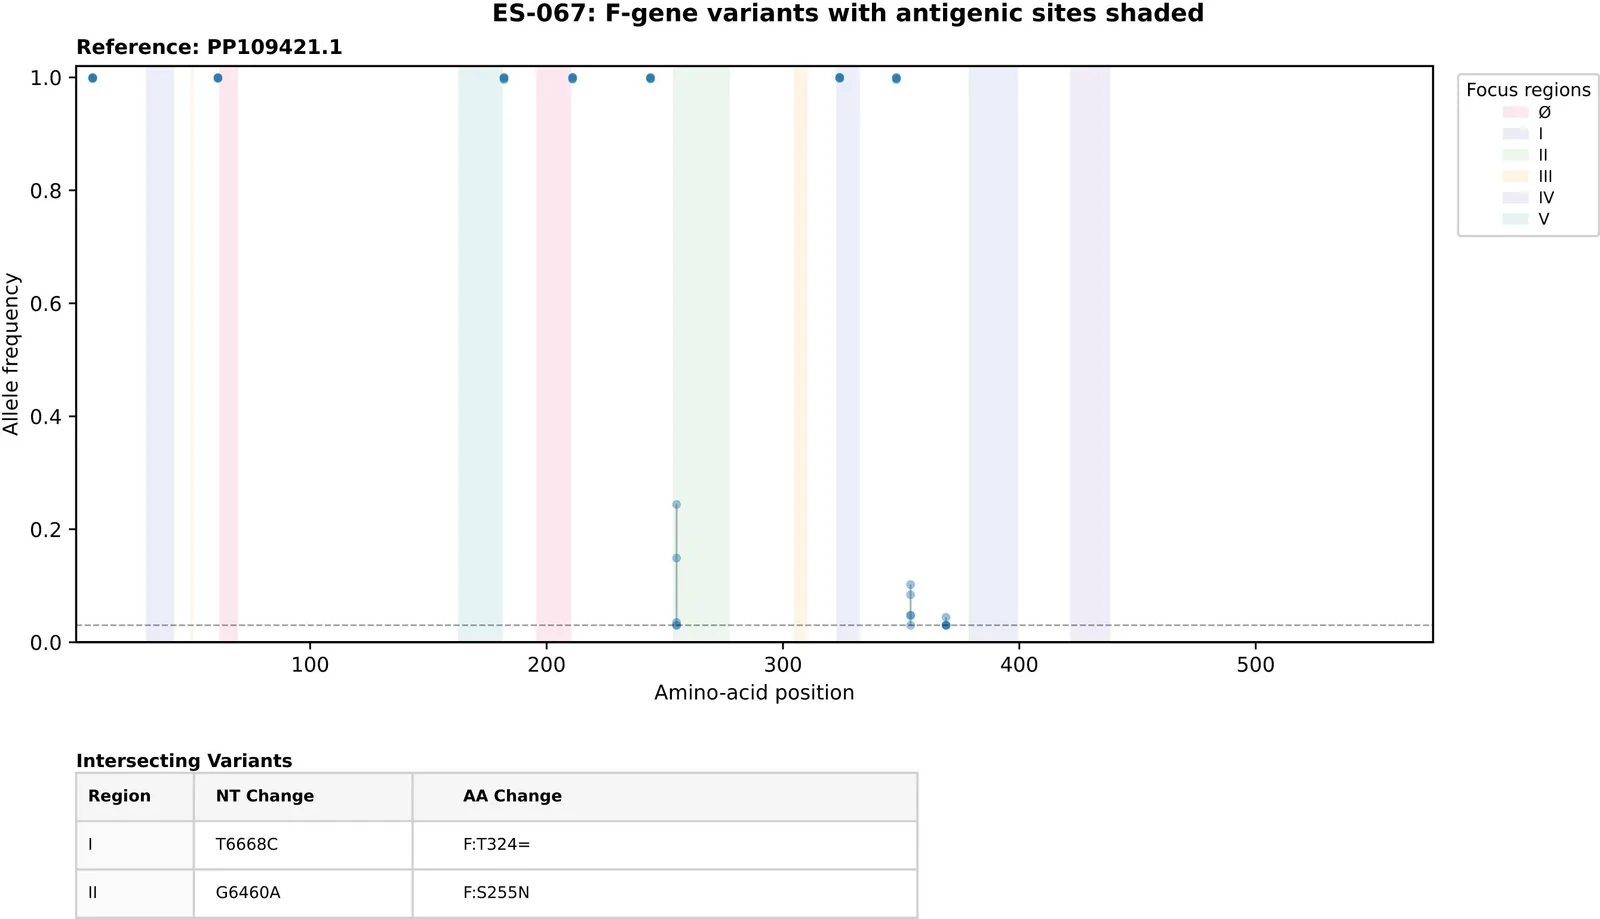 ES-067: F-gene variants with antigenic sites shaded
Reference: PP109421.1
1.0
0.8
0.6
0.4
0.2
0.0
Allele frequency
100 200 300 400 500
Amino-acid position
Focus regions
Ø
I
II
III
IV
V
Intersecting Variants
Region NT Change AA Change
I T6668C F:T324=
II G6460A F:S255N